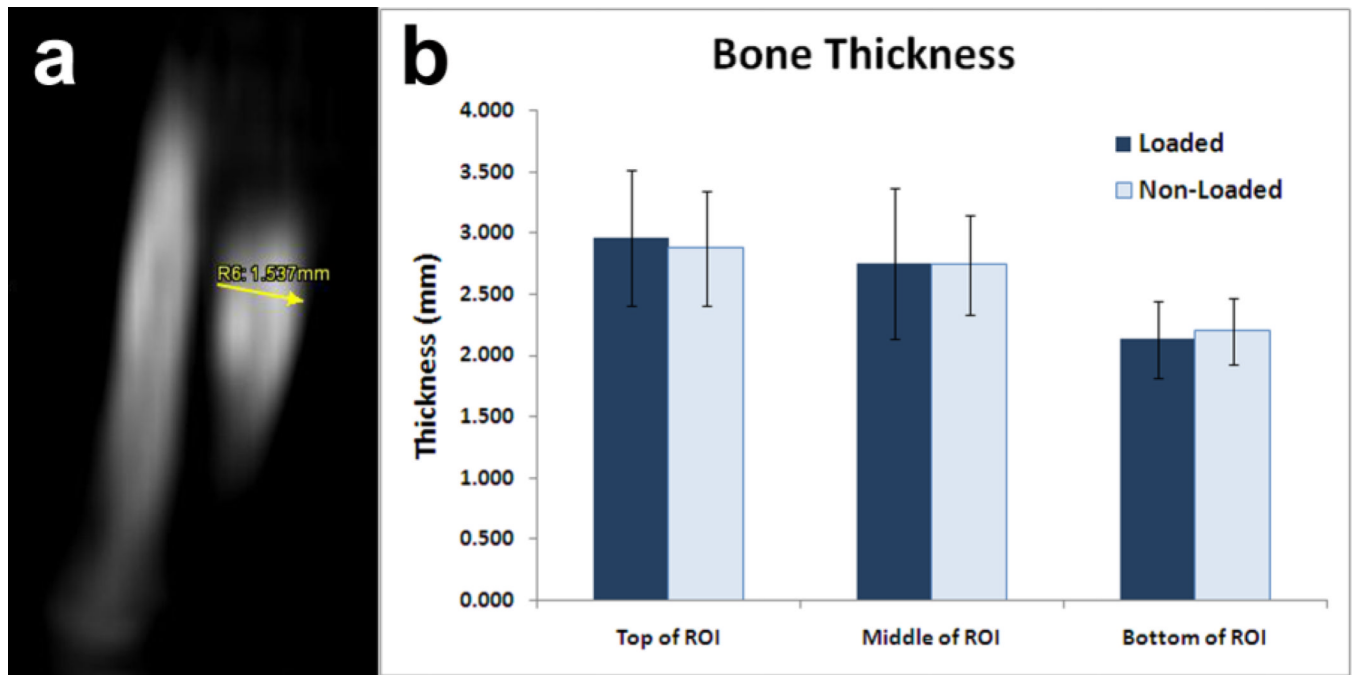 a
R6: 1.537mm
b
Bone Thickness
4.000
3.500
3.000
2.500
2.000
1.500
1.000
0.500
0.000
Thickness (mm)
Loaded
Non-Loaded
Top of ROI
Middle of ROI
Bottom of ROI